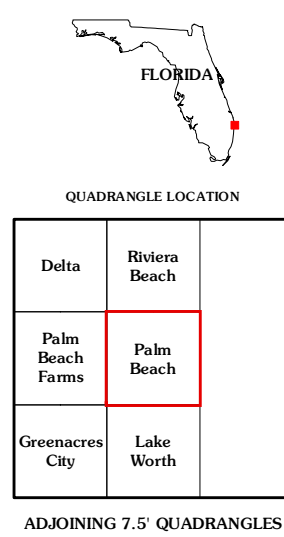 FLORIDA
QUADRANGLE LOCATION
Delta
Riviera
Beach
Palm
Beach
Farms
Palm
Beach
Greenacres
City
Lake
Worth
ADJOINING 7.5' QUADRANGLES